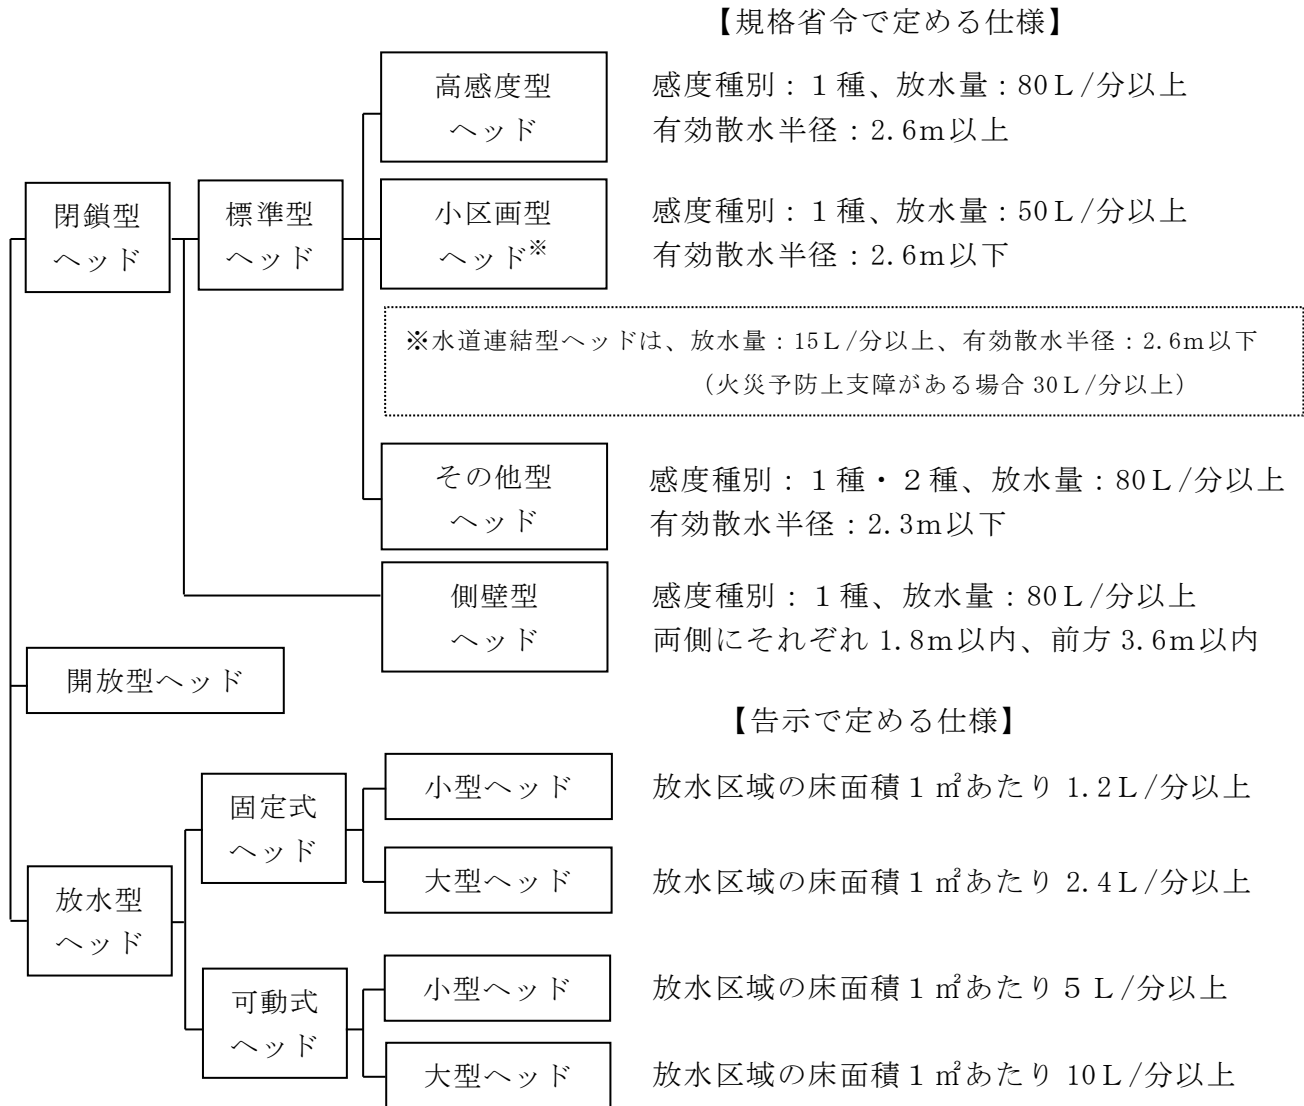 【規格省令で定める仕様】
高感度型
ヘッド
感度種別：１種、放水量：80Ｌ/分以上
有効散水半径：2.6ｍ以上
閉鎖型
ヘッド
標準型
ヘッド
小区画型
ヘッド※
感度種別：１種、放水量：50Ｌ/分以上
有効散水半径：2.6ｍ以下
※水道連結型ヘッドは、放水量：15Ｌ/分以上、有効散水半径：2.6ｍ以下
（火災予防上支障がある場合 30Ｌ/分以上）
その他型
ヘッド
感度種別：１種・２種、放水量：80Ｌ/分以上
有効散水半径：2.3ｍ以下
側壁型
ヘッド
感度種別：１種、放水量：80Ｌ/分以上
両側にそれぞれ 1.8ｍ以内、前方 3.6ｍ以内
開放型ヘッド
【告示で定める仕様】
固定式
ヘッド
小型ヘッド
放水区域の床面積１㎡あたり 1.2Ｌ/分以上
大型ヘッド
放水区域の床面積１㎡あたり 2.4Ｌ/分以上
放水型
ヘッド
可動式
ヘッド
小型ヘッド
放水区域の床面積１㎡あたり５Ｌ/分以上
大型ヘッド
放水区域の床面積１㎡あたり 10Ｌ/分以上